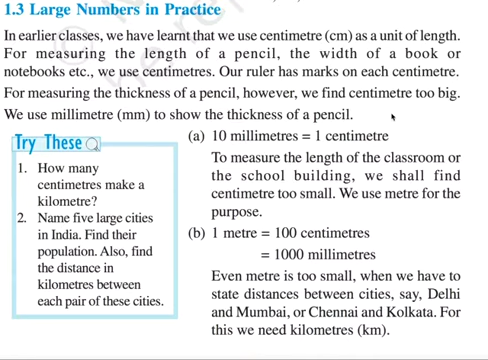 1.3 Large Numbers in Practice
In earlier classes, we have learnt that we use centimetre (cm) as a unit of length.
For measuring the length of a pencil, the width of a book or
notebooks etc., we use centimetres. Our ruler has marks on each centimetre.
For measuring the thickness of a pencil, however, we find centimetre too big.
We use millimetre (mm) to show the thickness of a pencil.
Try These
1. How many
centimetres make a
kilometre?
2. Name five large cities
in India. Find their
population. Also, find
the distance in
kilometres between
each pair of these cities.
(a) 10 millimetres = 1 centimetre
To measure the length of the classroom or
the school building, we shall find
centimetre too small. We use metre for the
purpose.
(b) 1 metre = 100 centimetres
= 1000 millimetres
Even metre is too small, when we have to
state distances between cities, say, Delhi
and Mumbai, or Chennai and Kolkata. For
this we need kilometres (km).